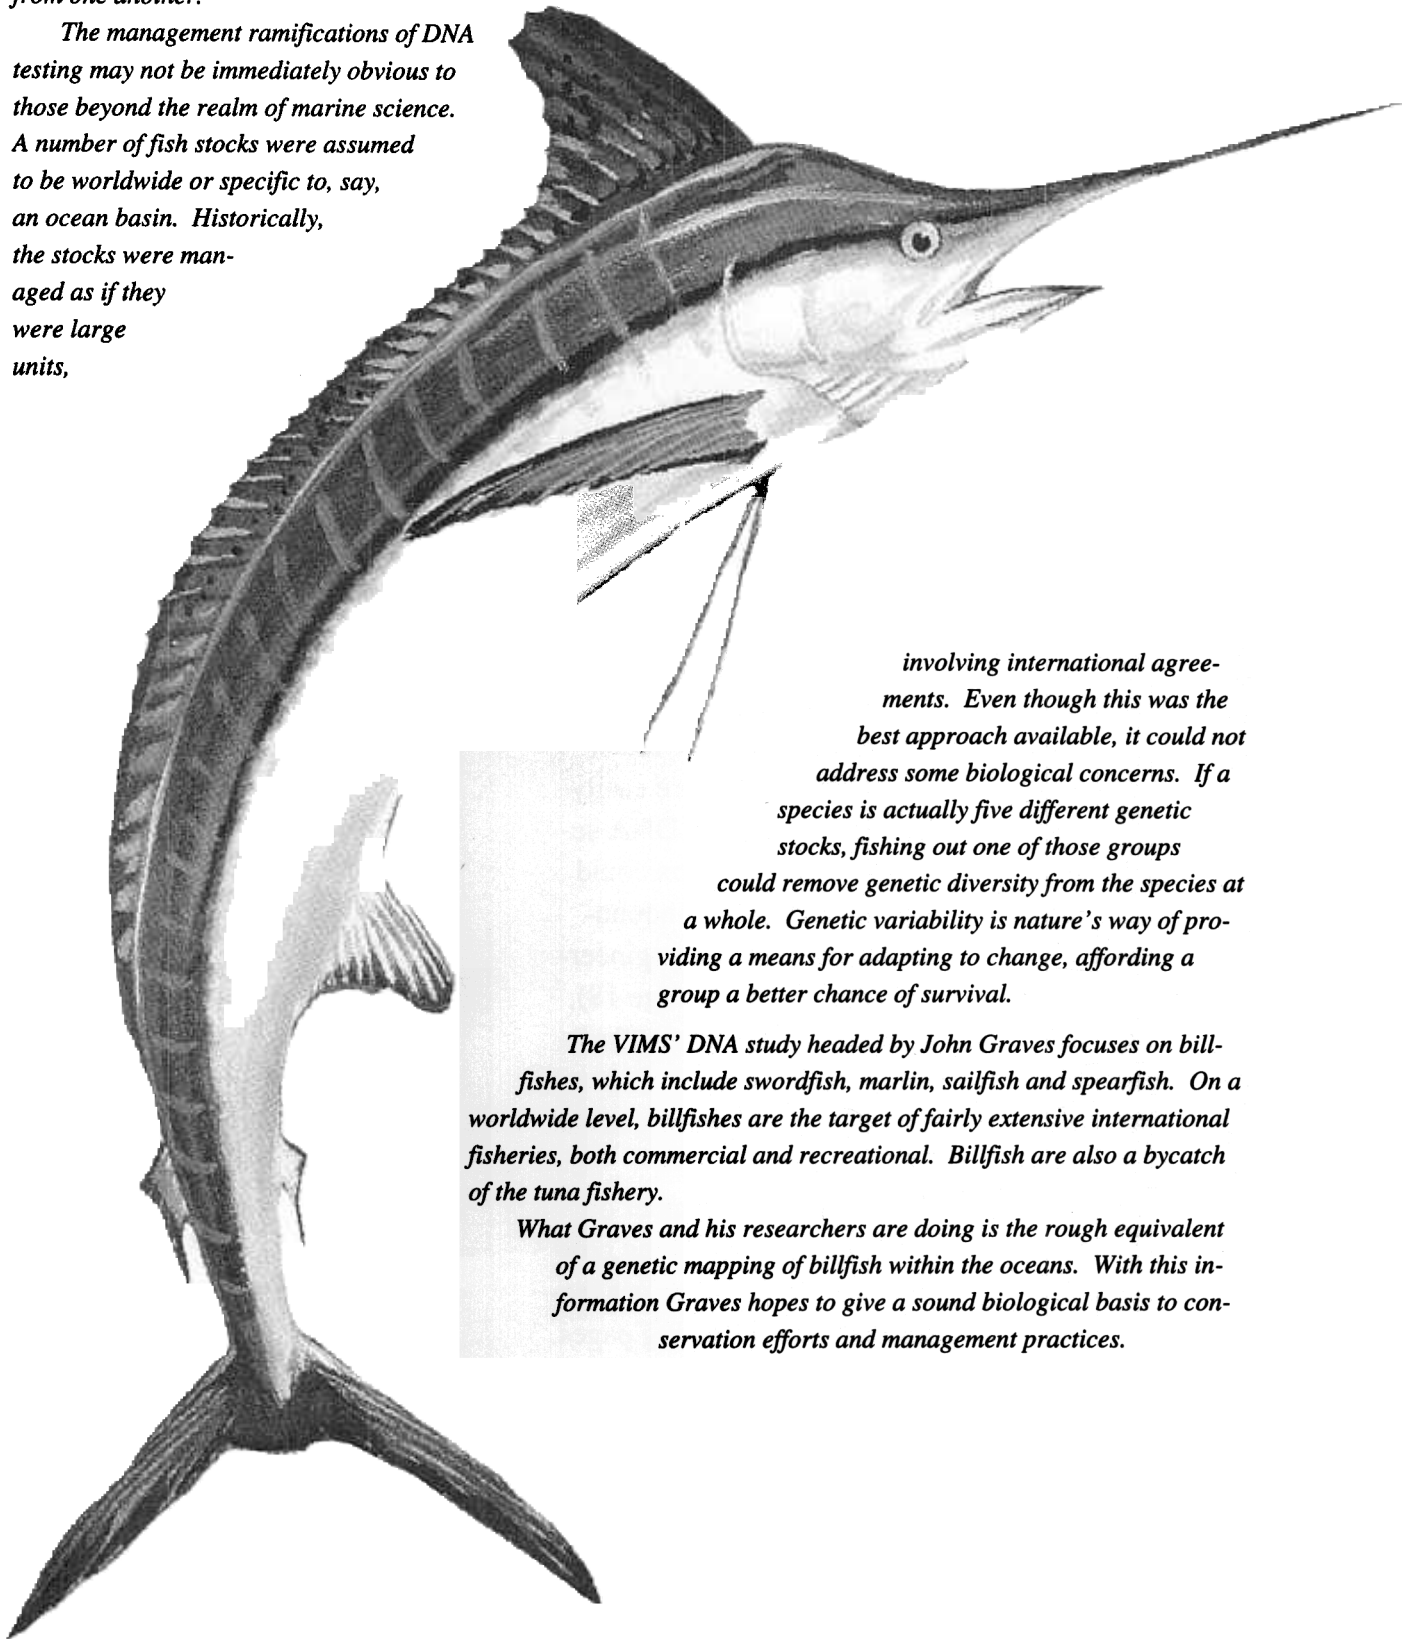 from one another.
The management ramifications of DNA
testing may not be immediately obvious to
those beyond the realm of marine science.
A number of fish stocks were assumed
to be worldwide or specific to, say,
an ocean basin. Historically,
the stocks were man-
aged as if they
were large
units,
involving international agree-
ments. Even though this was the
best approach available, it could not
address some biological concerns. If a
species is actually five different genetic
stocks, fishing out one of those groups
could remove genetic diversity from the species at
a whole. Genetic variability is nature's way of pro-
viding a means for adapting to change, affording a
group a better chance of survival.
The VIMS' DNA study headed by John Graves focuses on bill-
fishes, which include swordfish, marlin, sailfish and spearfish. On a
worldwide level, billfishes are the target of fairly extensive international
fisheries, both commercial and recreational. Billfish are also a bycatch
of the tuna fishery.
What Graves and his researchers are doing is the rough equivalent
of a genetic mapping of billfish within the oceans. With this in-
formation Graves hopes to give a sound biological basis to con-
servation efforts and management practices.